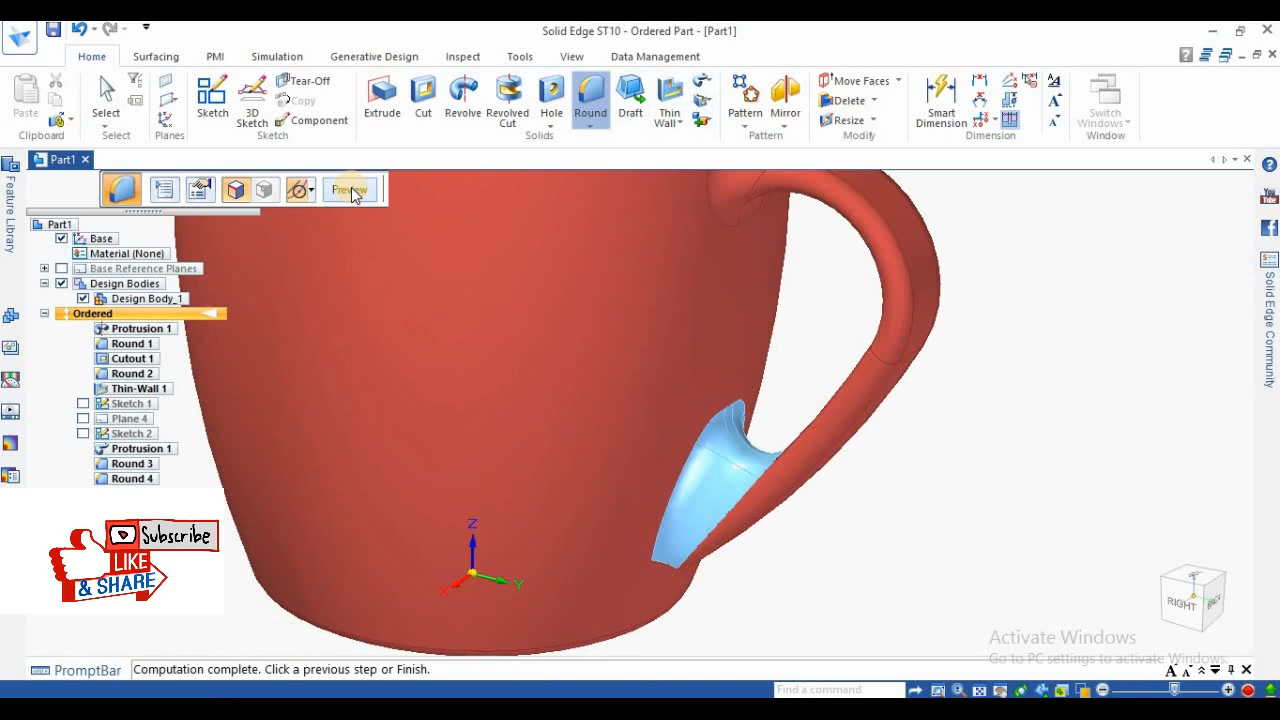 Solid Edge ST10 - Ordered Part - [Part1]
Home Surfacing PMI Simulation Generative Design Inspect Tools View Data Management
Paste
Clipboard
Select
Select
Planes
Sketch
3D Sketch
Tear-Off
Copy
Component
Sketch
Extrude Cut Revolve Revolved Cut Hole Round Draft Thin Wall
Solids
Pattern Mirror
Pattern
Move Faces
Delete
Resize
Modify
Smart Dimension
Dimension
A
A
A
Switch Windows
Window
Part1
Preview
Feature Library
Part1
Base
Material (None)
Base Reference Planes
Design Bodies
Design Body_1
Ordered
Protrusion 1
Round 1
Cutout 1
Round 2
Thin-Wall 1
Sketch 1
Plane 4
Sketch 2
Protrusion 1
Round 3
Round 4
Subscribe
LIKE
& SHARE
Z
X
Y
RIGHT
BACK
You Tube
Solid Edge Community
Activate Windows
Go to PC settings to activate Windows.
PromptBar
Computation complete. Click a previous step or Finish.
A A
Find a command